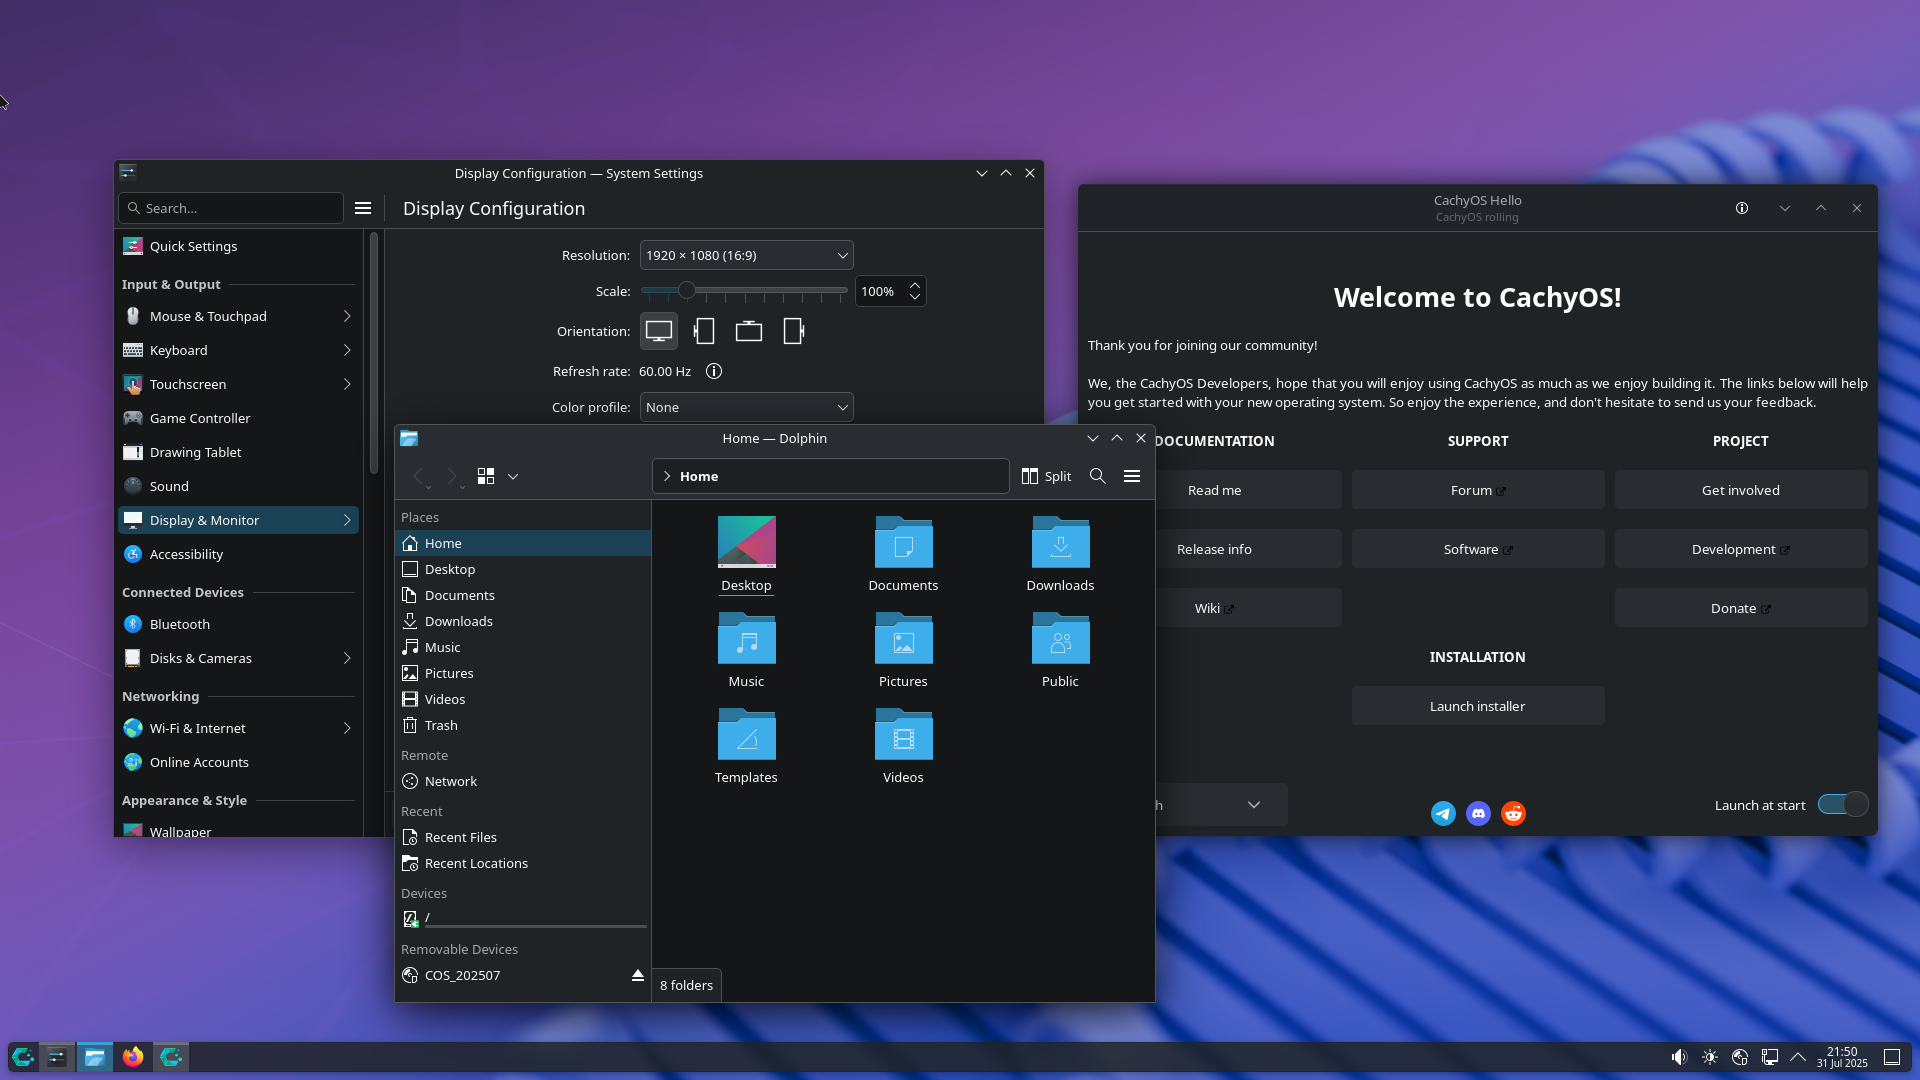 Display Configuration — System Settings
Search...
Display Configuration
Quick Settings
Input & Output
Mouse & Touchpad
Keyboard
Touchscreen
Game Controller
Drawing Tablet
Sound
Display & Monitor
Accessibility
Connected Devices
Bluetooth
Disks & Cameras
Networking
Wi-Fi & Internet
Online Accounts
Appearance & Style
Wallpaper
Resolution: 1920 × 1080 (16:9)
Scale: 100%
Orientation:
Refresh rate: 60.00 Hz
Color profile: None
Home — Dolphin
Home
Split
Places
Home
Desktop
Documents
Downloads
Music
Pictures
Videos
Trash
Remote
Network
Recent
Recent Files
Recent Locations
Devices
/
Removable Devices
COS_202507
Desktop Documents Downloads
Music Pictures Public
Templates Videos
8 folders
CachyOS Hello
CachyOS rolling
Welcome to CachyOS!
Thank you for joining our community!
We, the CachyOS Developers, hope that you will enjoy using CachyOS as much as we enjoy building it. The links below will help
you get started with your new operating system. So enjoy the experience, and don't hesitate to send us your feedback.
DOCUMENTATION SUPPORT PROJECT
Read me Forum Get involved
Release info Software Development
Wiki Donate
INSTALLATION
Launch installer
h
Launch at start
21:50
31 Jul 2025